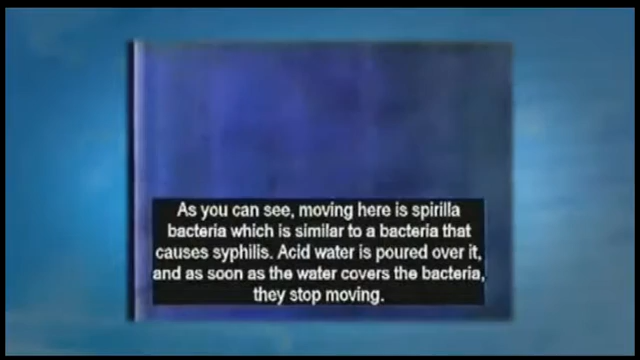 As you can see, moving here is spirilla
bacteria which is similar to a bacteria that
causes syphilis. Acid water is poured over it,
and as soon as the water covers the bacteria,
they stop moving.